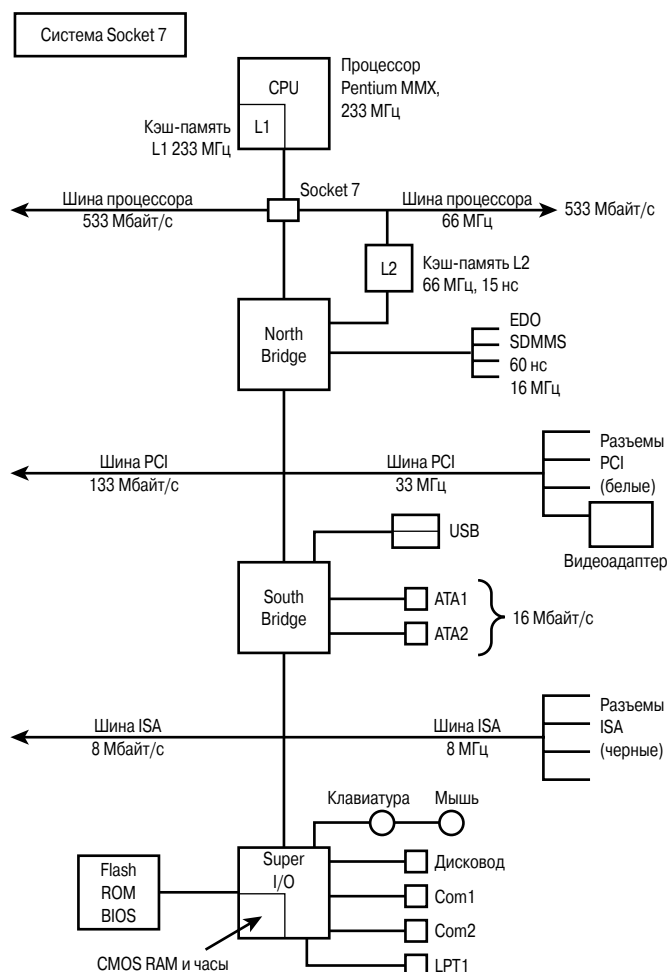 Система Socket 7
CPU
L1
Процессор
Pentium MMX,
233 МГц
Кэш-память
L1 233 МГц
Socket 7
Шина процессора
533 Мбайт/с
Шина процессора
66 МГц
533 Мбайт/с
L2
Кэш-память L2
66 МГц, 15 нс
North
Bridge
EDO
SDMMS
60 нс
16 МГц
Шина PCI
133 Мбайт/с
Шина PCI
33 МГц
Разъемы
PCI
(белые)
Видеоадаптер
USB
South
Bridge
ATA1
ATA2
16 Мбайт/с
Шина ISA
8 Мбайт/с
Шина ISA
8 МГц
Разъемы
ISA
(черные)
Клавиатура
Мышь
Super
I/O
Flash
ROM
BIOS
Дисковод
Com1
Com2
LPT1
CMOS RAM и часы